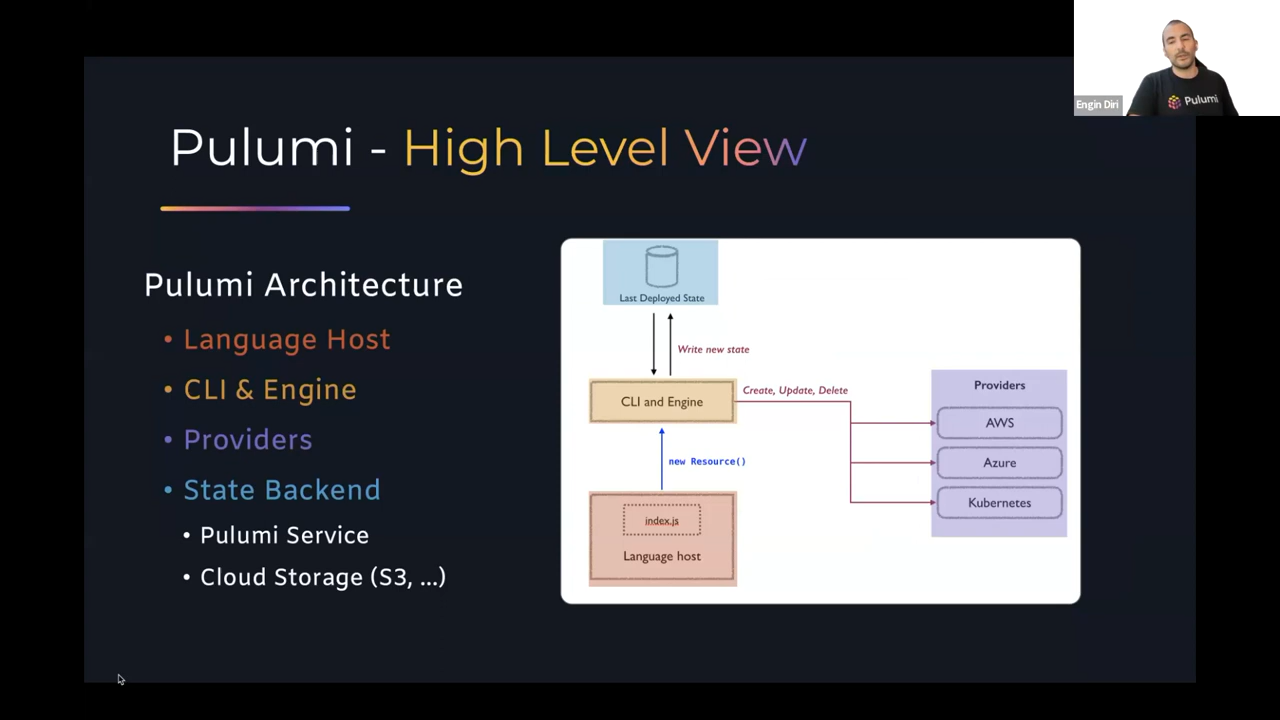 Engin Diri
Pulumi
Pulumi - High Level View
Pulumi Architecture
• Language Host
• CLI & Engine
• Providers
• State Backend
• Pulumi Service
• Cloud Storage (S3, ...)
Last Deployed State
Write new state
CLI and Engine
Create, Update, Delete
new Resource()
index.js
Language host
Providers
AWS
Azure
Kubernetes